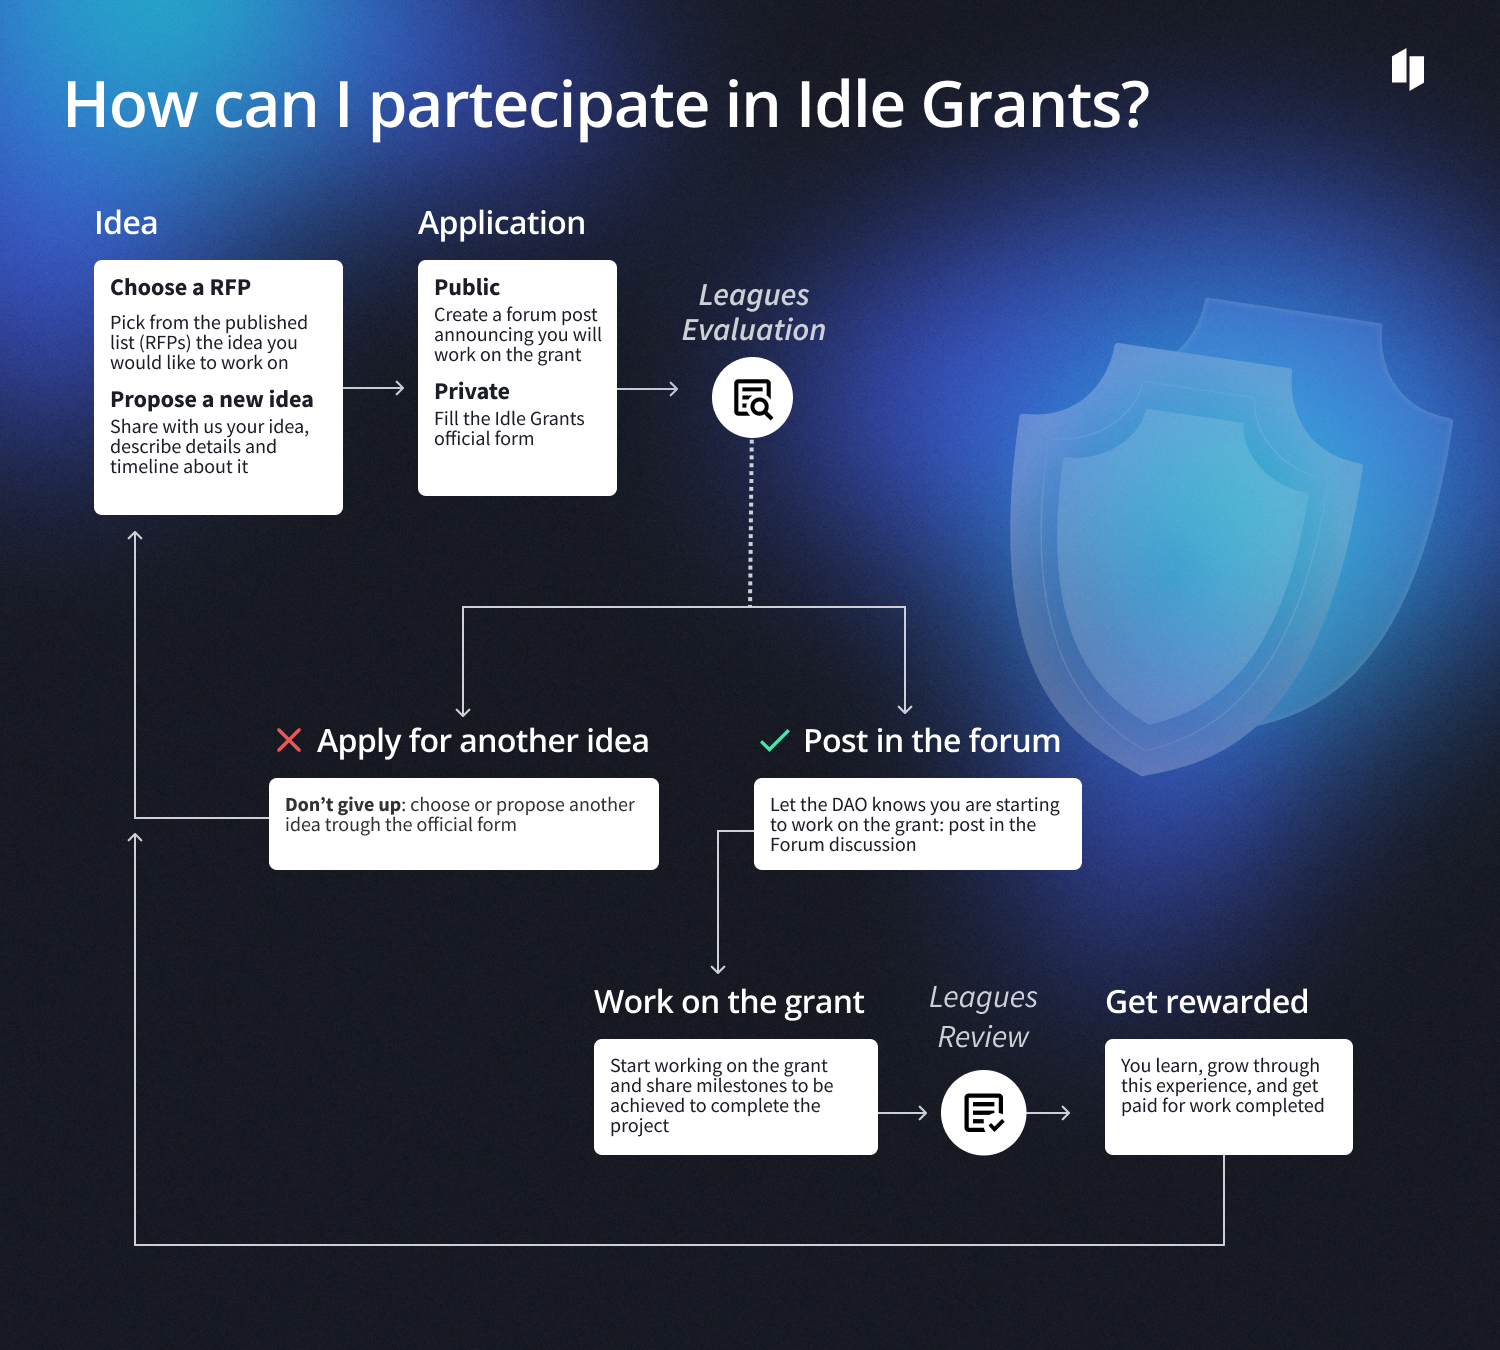 How can I partecipate in Idle Grants?
Idea
Choose a RFP
Pick from the published
list (RFPs) the idea you
would like to work on
Propose a new idea
Share with us your idea,
describe details and
timeline about it
Application
Public
Create a forum post
announcing you will
work on the grant
Private
Fill the Idle Grants
official form
Leagues
Evaluation
Apply for another idea
Don’t give up: choose or propose another
idea trough the official form
Post in the forum
Let the DAO knows you are starting
to work on the grant: post in the
Forum discussion
Work on the grant
Start working on the grant
and share milestones to be
achieved to complete the
project
Leagues
Review
Get rewarded
You learn, grow through
this experience, and get
paid for work completed